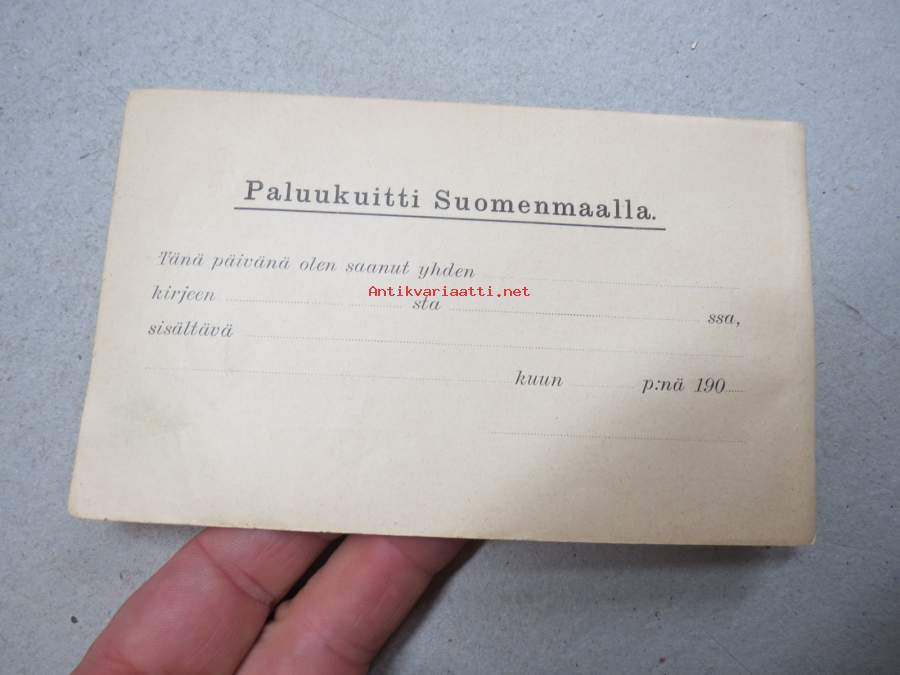 Paluukuitti Suomenmaalla.
Tänä päivänä olen saanut yhden
Antikvariaatti.net
kirjeen sta ssa,
sisältävä
kuun p:nä 190